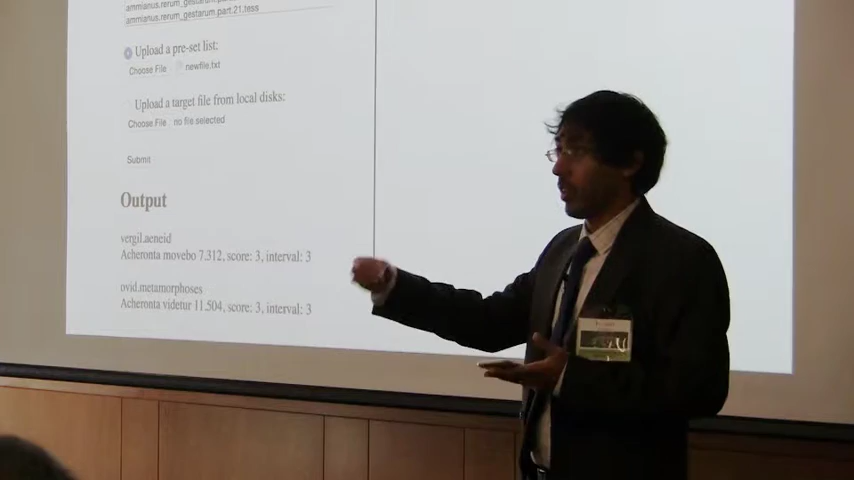 ammianus.rerum_gestarum.part.21.tess
Upload a pre-set list:
Choose File newfile.txt
Upload a target file from local disks:
Choose File no file selected
Submit
Output
vergil.aeneid
Acheronta movebo 7.312, score: 3, interval: 3
ovid.metamorphoses
Acheronta videtur 11.504, score: 3, interval: 3